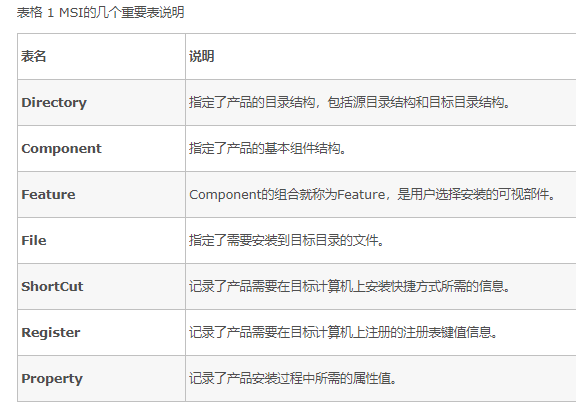 表格 1 MSI的几个重要表说明
表名 说明
Directory 指定了产品的目录结构，包括源目录结构和目标目录结构。
Component 指定了产品的基本组件结构。
Feature Component的组合就称为Feature，是用户选择安装的可视部件。
File 指定了需要安装到目标目录的文件。
ShortCut 记录了产品需要在目标计算机上安装快捷方式所需的信息。
Register 记录了产品需要在目标计算机上注册的注册表键值信息。
Property 记录了产品安装过程中所需的属性值。